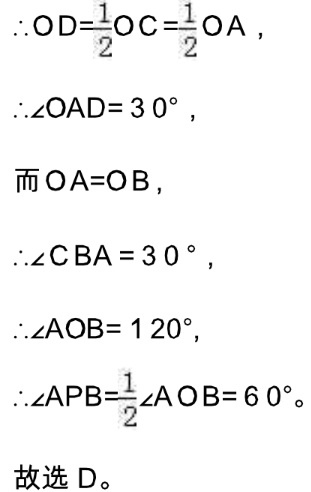 ∴OD=1/2OC=1/2OA，
∴∠OAD=30°，
而OA=OB，
∴∠CBA=30°，
∴∠AOB=120°，
∴∠APB=1/2∠AOB=60°。
故选D。